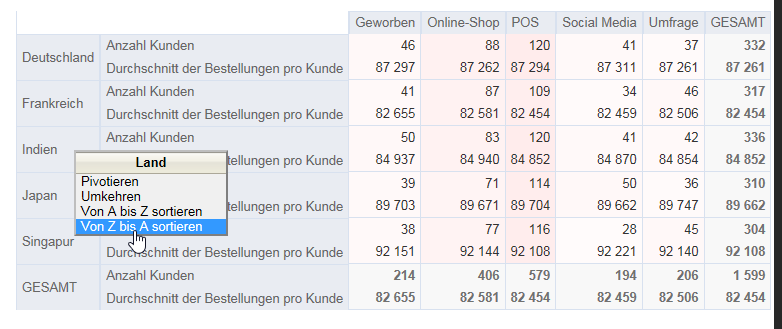 Geworben Online-Shop POS Social Media Umfrage GESAMT
Deutschland Anzahl Kunden 46 88 120 41 37 332
Durchschnitt der Bestellungen pro Kunde 87 297 87 262 87 294 87 311 87 261 87 261
Frankreich Anzahl Kunden 41 87 109 34 46 317
Durchschnitt der Bestellungen pro Kunde 82 655 82 581 82 454 82 459 82 506 82 454
Indien Anzahl Kunden 50 83 120 41 42 336
tellungen pro Kunde 84 937 84 940 84 852 84 870 84 854 84 852
Land
Pivotieren
Umkehren
Von A bis Z sortieren
Von Z bis A sortieren
Japan 39 71 114 50 36 310
tellungen pro Kunde 89 703 89 671 89 704 89 662 89 747 89 662
Singapur 38 77 116 28 45 304
Durchschnitt der Bestellungen pro Kunde 92 151 92 144 92 108 92 221 92 140 92 108
GESAMT Anzahl Kunden 214 406 579 194 206 1 599
Durchschnitt der Bestellungen pro Kunde 82 655 82 581 82 454 82 459 82 506 82 454